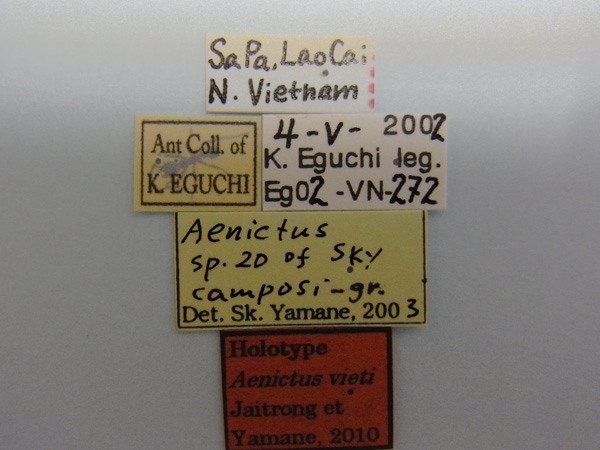 SaPa, LaoCai
N. Vietnam
Ant Coll. of
K. EGUCHI
4-V- 2002
K. Eguchi leg.
Eg02 -VN-272
Aenictus
sp. 20 of SKY
camposi-gr.
Det. Sk. Yamane, 2003
Holotype
Aenictus vieti
Jaitrong et
Yamane, 2010